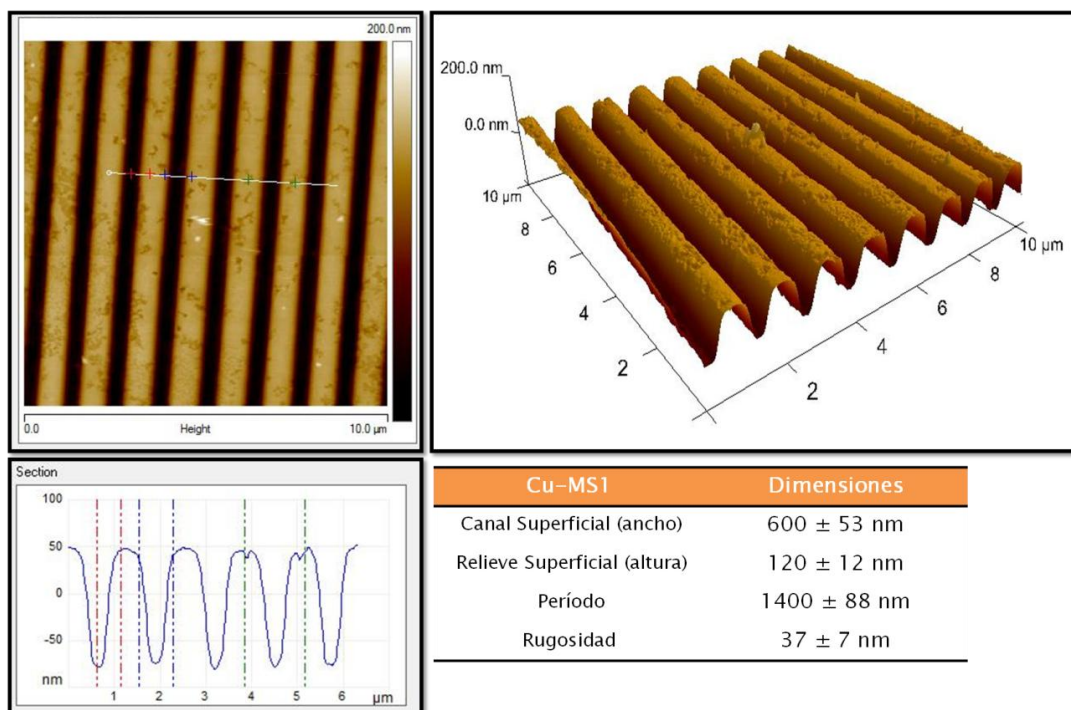 200.0 nm
0.0 Height 10.0 µm
200.0 nm
0.0 nm
10 µm
8
6
4
2
2
4
6
8
10 µm
Section
100
50
0
-50
nm
1 2 3 4 5 6 µm
Cu-MS1 Dimensiones
Canal Superficial (ancho) 600 ± 53 nm
Relieve Superficial (altura) 120 ± 12 nm
Período 1400 ± 88 nm
Rugosidad 37 ± 7 nm